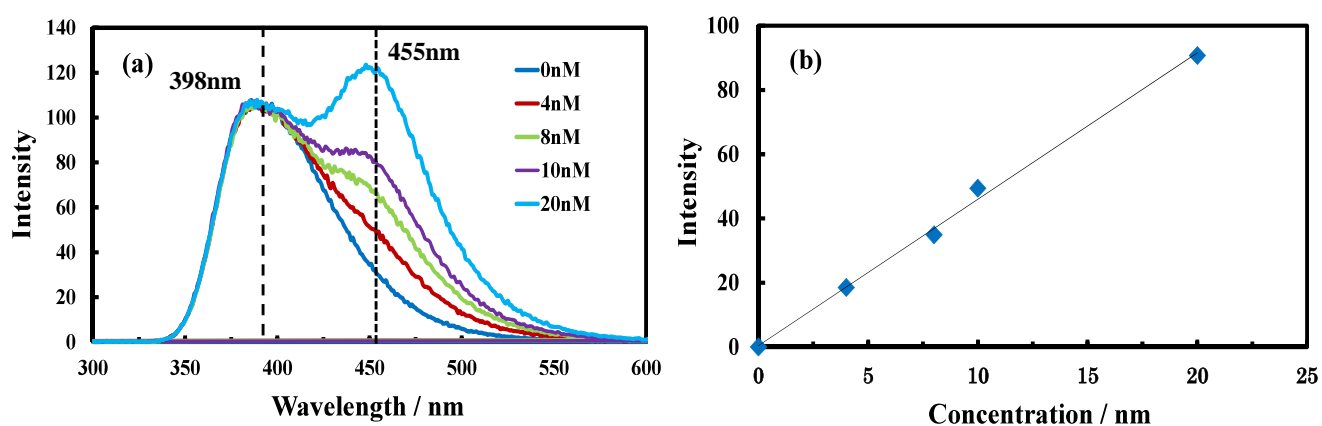 (a)
398nm
455nm
0nM
4nM
8nM
10nM
20nM
Intensity
140
120
100
80
60
40
20
0
300 350 400 450 500 550 600
Wavelength / nm
(b)
Intensity
100
80
60
40
20
0
0 5 10 15 20 25
Concentration / nm